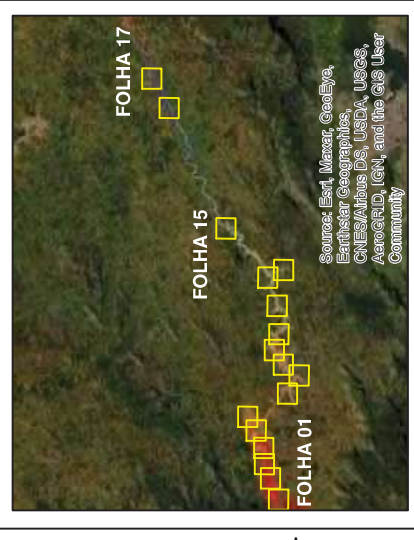 FOLHA 01
FOLHA 15
FOLHA 17
Source: Esri, Maxar, GeoEye,
Earthstar Geographics,
CNES/Airbus DS, USDA, USGS,
AeroGRID, IGN, and the GIS User
Community